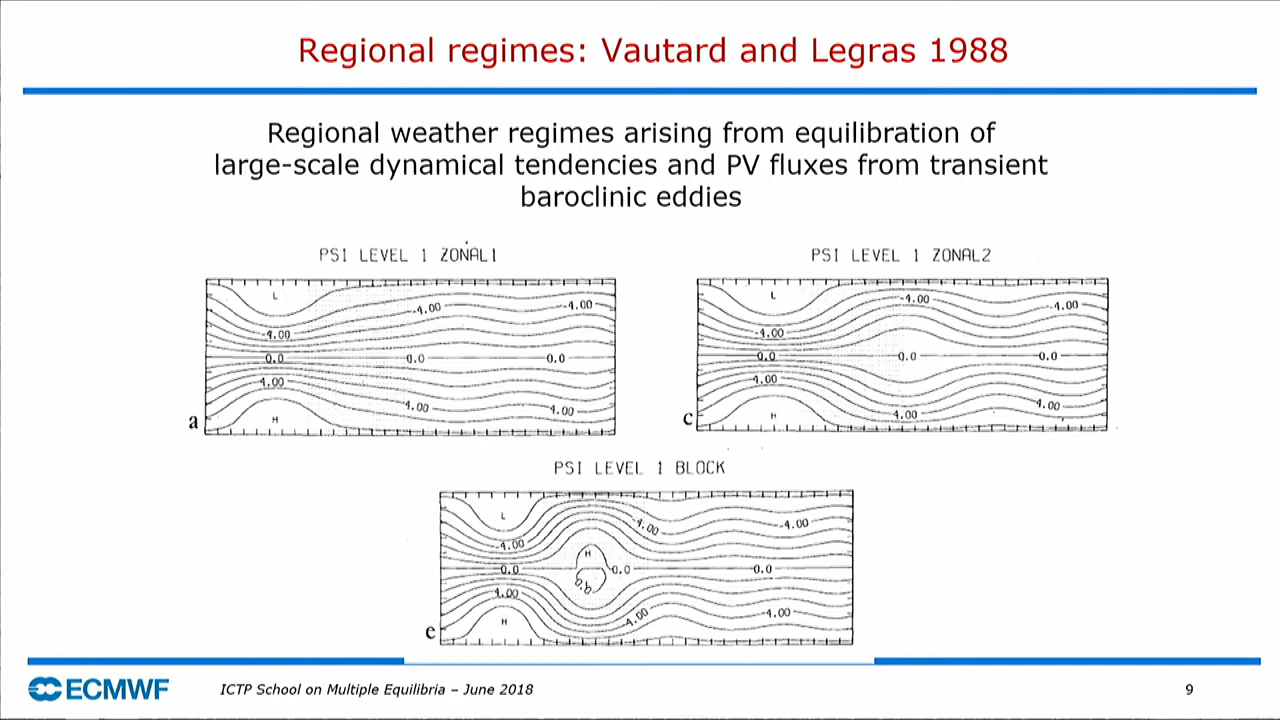 Regional regimes: Vautard and Legras 1988
Regional weather regimes arising from equilibration of
large-scale dynamical tendencies and PV fluxes from transient
baroclinic eddies
PSI LEVEL 1 ZONAL1
L
-4.00
-4.00
-4.00
0.0
0.0
0.0
4.00
4.00
4.00
H
a
PSI LEVEL 1 ZONAL2
L
-4.00
-4.00
-4.00
0.0
0.0
0.0
4.00
4.00
4.00
H
c
PSI LEVEL 1 BLOCK
L
-4.00
-4.00
-4.00
H
0.0
0.0
0.0
0.0
4.00
4.00
4.00
H
e
ECMWF
ICTP School on Multiple Equilibria – June 2018
9